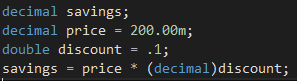 decimal savings;
decimal price = 200.00m;
double discount = .1;
savings = price * (decimal)discount;